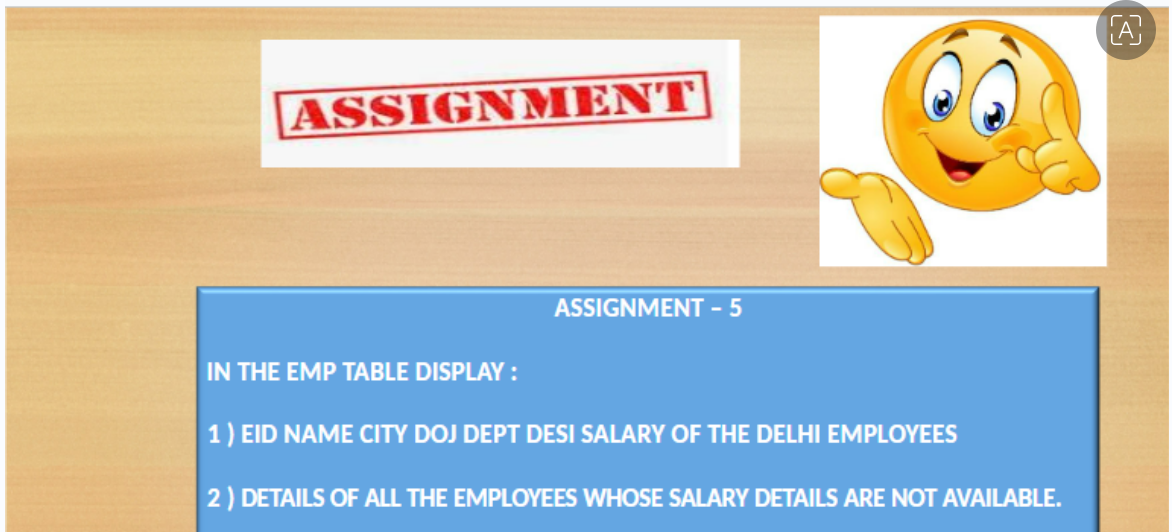 ASSIGNMENT
ASSIGNMENT – 5
IN THE EMP TABLE DISPLAY :
1 ) EID NAME CITY DOJ DEPT DESI SALARY OF THE DELHI EMPLOYEES
2 ) DETAILS OF ALL THE EMPLOYEES WHOSE SALARY DETAILS ARE NOT AVAILABLE.